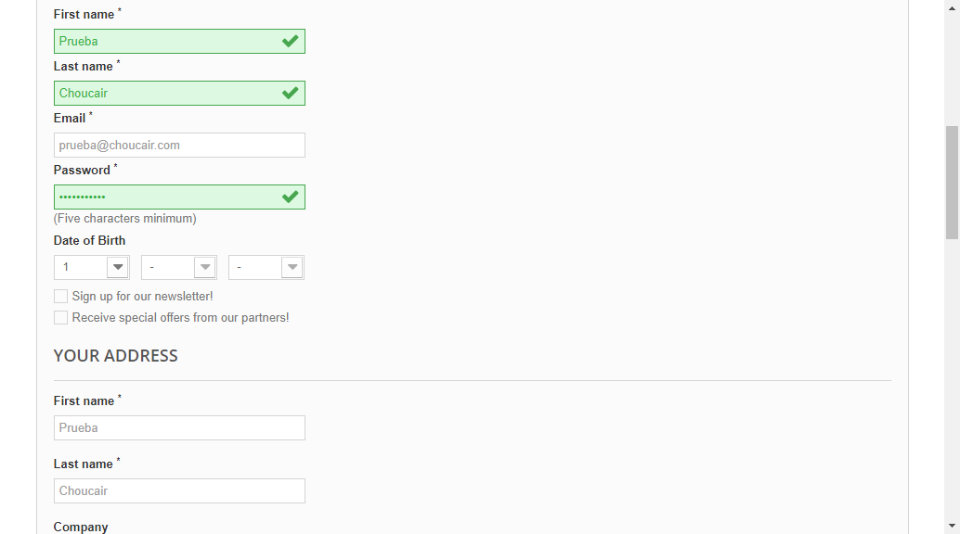 First name *
Prueba
Last name *
Choucair
Email *
prueba@choucair.com
Password *
•••••••••••
(Five characters minimum)
Date of Birth
1 - -
Sign up for our newsletter!
Receive special offers from our partners!
YOUR ADDRESS
First name *
Prueba
Last name *
Choucair
Company